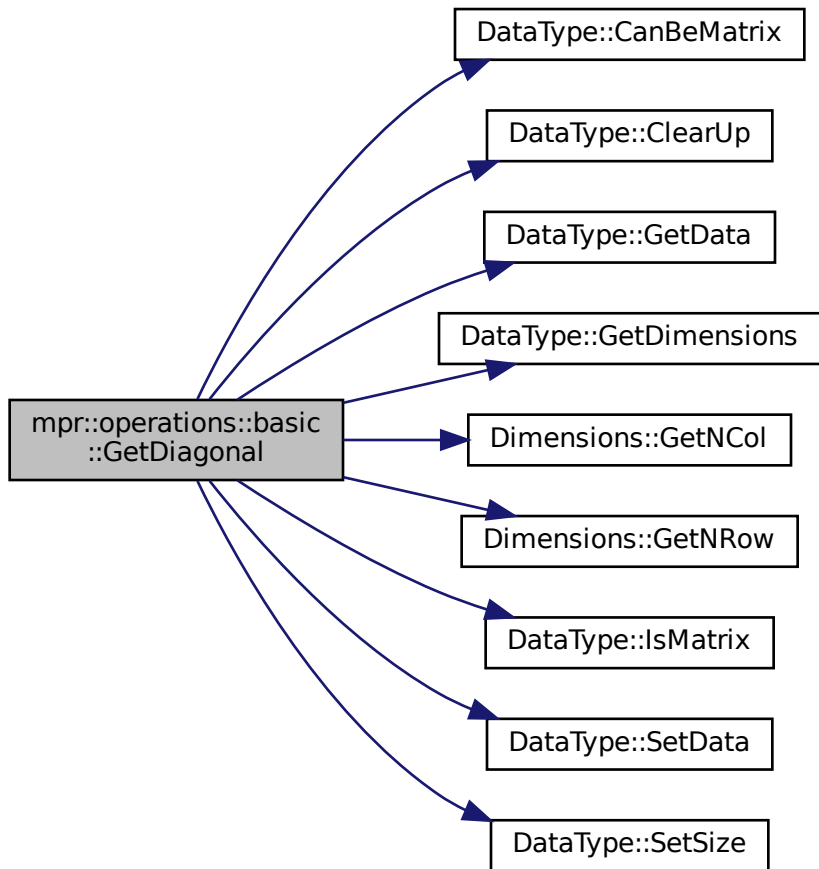 DataType::CanBeMatrix
DataType::ClearUp
DataType::GetData
DataType::GetDimensions
mpr::operations::basic
::GetDiagonal
Dimensions::GetNCol
Dimensions::GetNRow
DataType::IsMatrix
DataType::SetData
DataType::SetSize